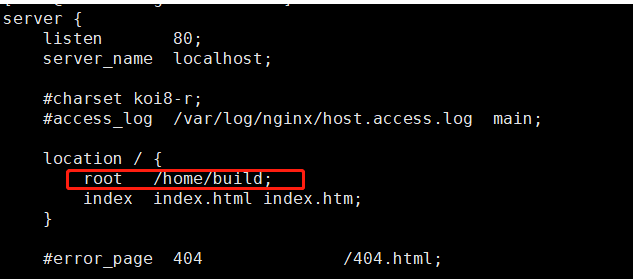 server {
    listen       80;
    server_name  localhost;
    #charset koi8-r;
    #access_log  /var/log/nginx/host.access.log  main;
    location / {
        root   /home/build;
        index  index.html index.htm;
    }
    #error_page  404              /404.html;